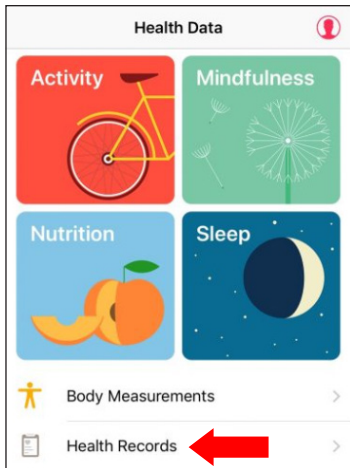 Health Data
Activity
Mindfulness
Nutrition
Sleep
Body Measurements
Health Records